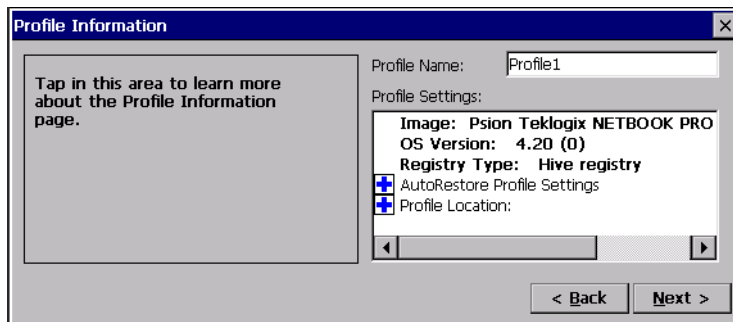 Profile Information
Tap in this area to learn more
about the Profile Information
page.
Profile Name: Profile1
Profile Settings:
Image: Psion Teklogix NETBOOK PRO
OS Version: 4.20 (0)
Registry Type: Hive registry
AutoRestore Profile Settings
Profile Location:
< Back Next >